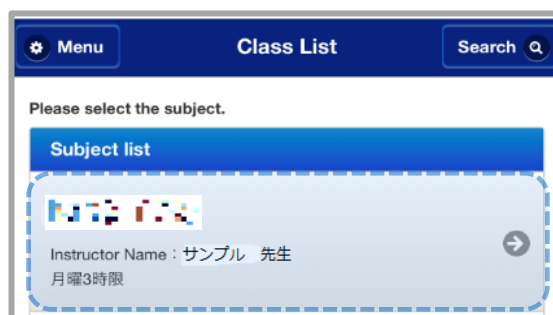 Menu
Class List
Search
Please select the subject.
Subject list
Instructor Name：サンプル　先生
月曜3時限